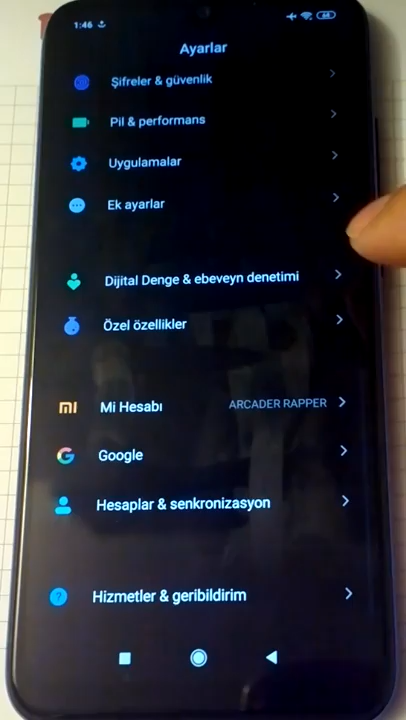 1:46
68
Ayarlar
Şifreler & güvenlik
Pil & performans
Uygulamalar
Ek ayarlar
Dijital Denge & ebeveyn denetimi
Özel özellikler
Mi Hesabı
ARCADER RAPPER
Google
Hesaplar & senkronizasyon
Hizmetler & geribildirim